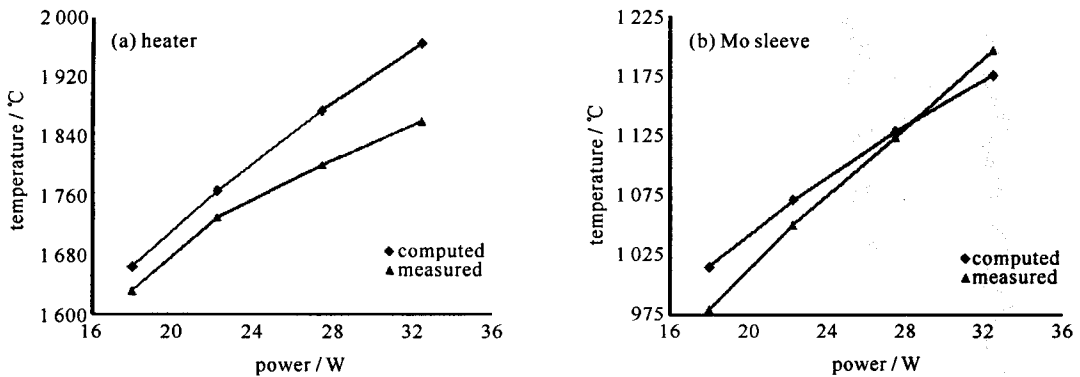 (a) heater
2 000
1 920
1 840
1 760
1 680
1 600
temperature / ℃
computed
measured
16 20 24 28 32 36
power / W
(b) Mo sleeve
1 225
1 175
1 125
1 075
1 025
975
temperature / ℃
computed
measured
16 20 24 28 32 36
power / W